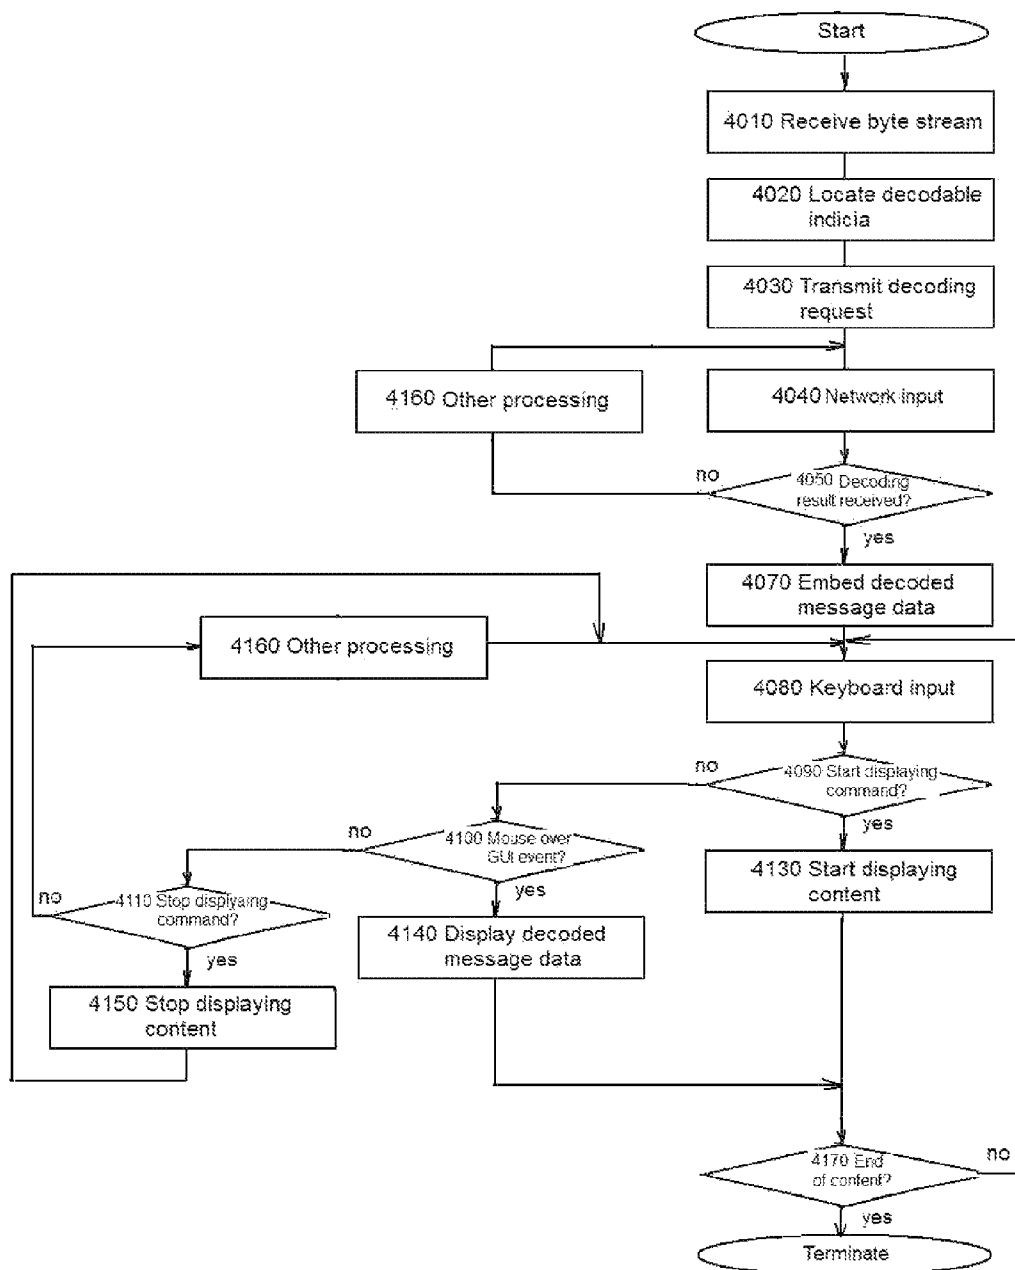 Start
4010 Receive byte stream
4020 Locate decodable
indicia
4030 Transmit decoding
request
4160 Other processing
4040 Network input
no
4050 Decoding
result received?
yes
4070 Embed decoded
message data
4160 Other processing
4080 Keyboard input
no
4090 Start displaying
command?
yes
no
4100 Mouse over
GUI event?
yes
4130 Start displaying
content
no
4110 Stop displyaing
command?
yes
4140 Display decoded
message data
4150 Stop displaying
content
4170 End
of content?
no
yes
Terminate